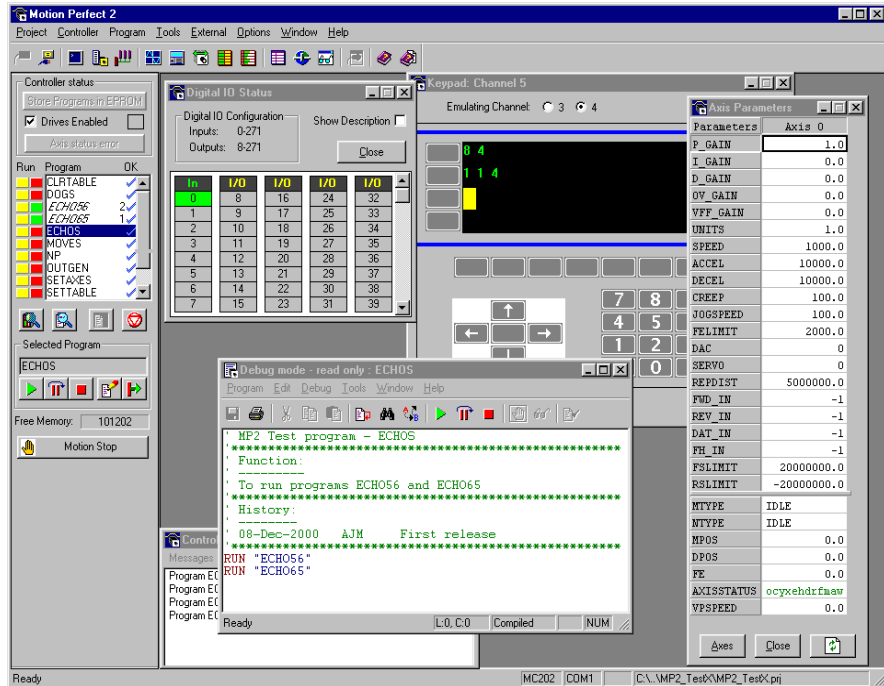 Motion Perfect 2
Project Controller Program Tools External Options Window Help
Controller status
Store Programs in EPROM
Drives Enabled
Axis status error
Run Program OK
CLRTABLE
DOGS
ECHO56 2
ECHO65 1
ECHOS
MOVES
NP
OUTGEN
SETAXES
SETTABLE
Selected Program
ECHOS
Free Memory: 101202
Motion Stop
Digital IO Status
Digital IO Configuration
Inputs: 0-271
Outputs: 8-271
Show Description
Close
In I/O I/O I/O I/O
0 8 16 24 32
1 9 17 25 33
2 10 18 26 34
3 11 19 27 35
4 12 20 28 36
5 13 21 29 37
6 14 22 30 38
7 15 23 31 39
Keypad: Channel 5
Emulating Channel: 3 4
8 4
1 1 4
7 8
4 5
1 2
0
Axis Parameters
Parameters Axis 0
P_GAIN 1.0
I_GAIN 0.0
D_GAIN 0.0
OV_GAIN 0.0
VFF_GAIN 0.0
UNITS 1.0
SPEED 1000.0
ACCEL 10000.0
DECEL 10000.0
CREEP 100.0
JOGSPEED 100.0
FELIMIT 2000.0
DAC 0
SERVO 0
REPDIST 5000000.0
FWD_IN -1
REV_IN -1
DAT_IN -1
FH_IN -1
FSLIMIT 20000000.0
RSLIMIT -20000000.0
MTYPE IDLE
NTYPE IDLE
MPOS 0.0
DPOS 0.0
FE 0.0
AXISSTATUS ocyxehdrfmaw
VPSPEED 0.0
Axes Close
Debug mode - read only : ECHOS
Program Edit Debug Tools Window Help
' MP2 Test program - ECHOS
'****************************************************
' Function:
' ---------
' To run programs ECHO56 and ECHO65
'****************************************************
' History:
' --------
' 08-Dec-2000 AJM First release
'****************************************************
RUN "ECHO56"
RUN "ECHO65"
Ready L:0, C:0 Compiled NUM
Contro
Messages
Program EC
Program EC
Program EC
Program EC
Ready MC202 COM1 C:\..\MP2_TestX\MP2_TestX.prj